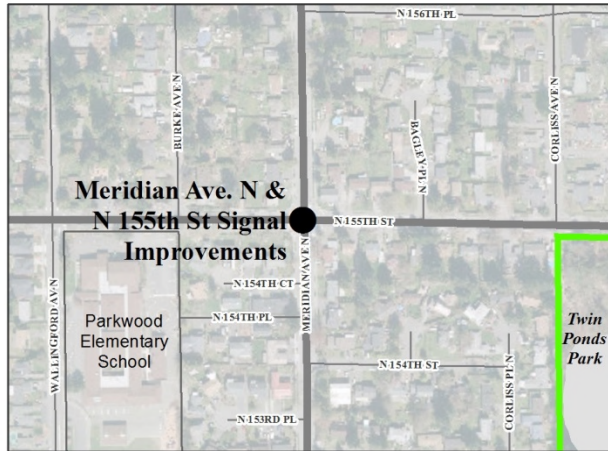 N 156TH PL
BURKE AVE N
BAGLEY PL N
CORLISS AVE N
Meridian Ave. N &
N 155th St Signal
Improvements
N 155TH ST
WALLINGFORD AV N
Parkwood
Elementary
School
N 154TH CT
N 154TH PL
MERIDIAN AVE N
N 154TH ST
CORLISS PL N
N 153RD PL
Twin
Ponds
Park